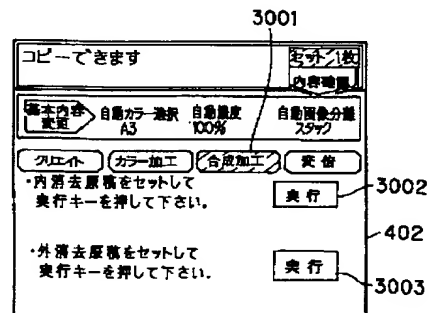 3001
コピーできます
セット1枚
内容確認
基本内容
変更
自動カラー選択 自動濃度 自動画像分離
A3 100% スタック
クリエイト カラー加工 合成加工 変倍
・内消去原稿をセットして
実行キーを押して下さい。
実行
3002
402
・外消去原稿をセットして
実行キーを押して下さい。
実行
3003